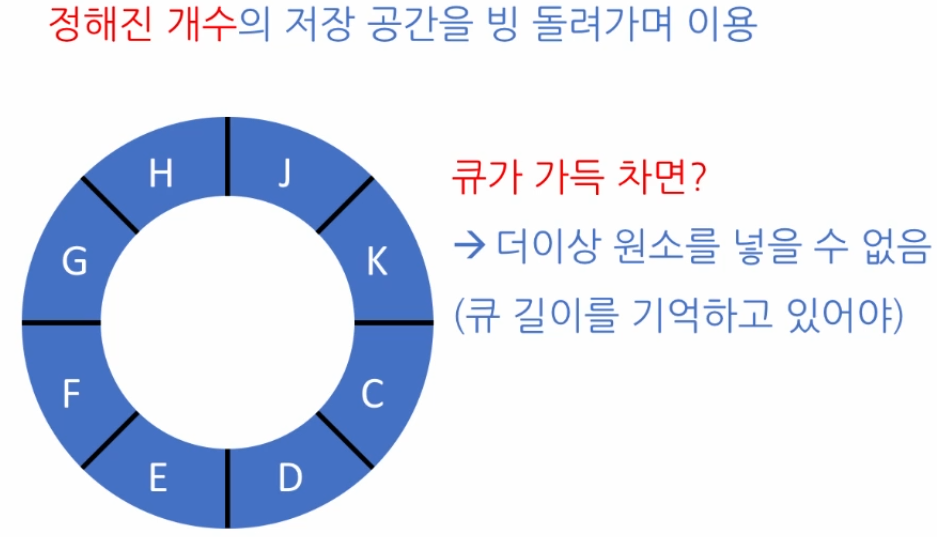 정해진 개수의 저장 공간을 빙 돌려가며 이용
H J
큐가 가득 차면?
G K
→ 더이상 원소를 넣을 수 없음
(큐 길이를 기억하고 있어야)
F C
E D